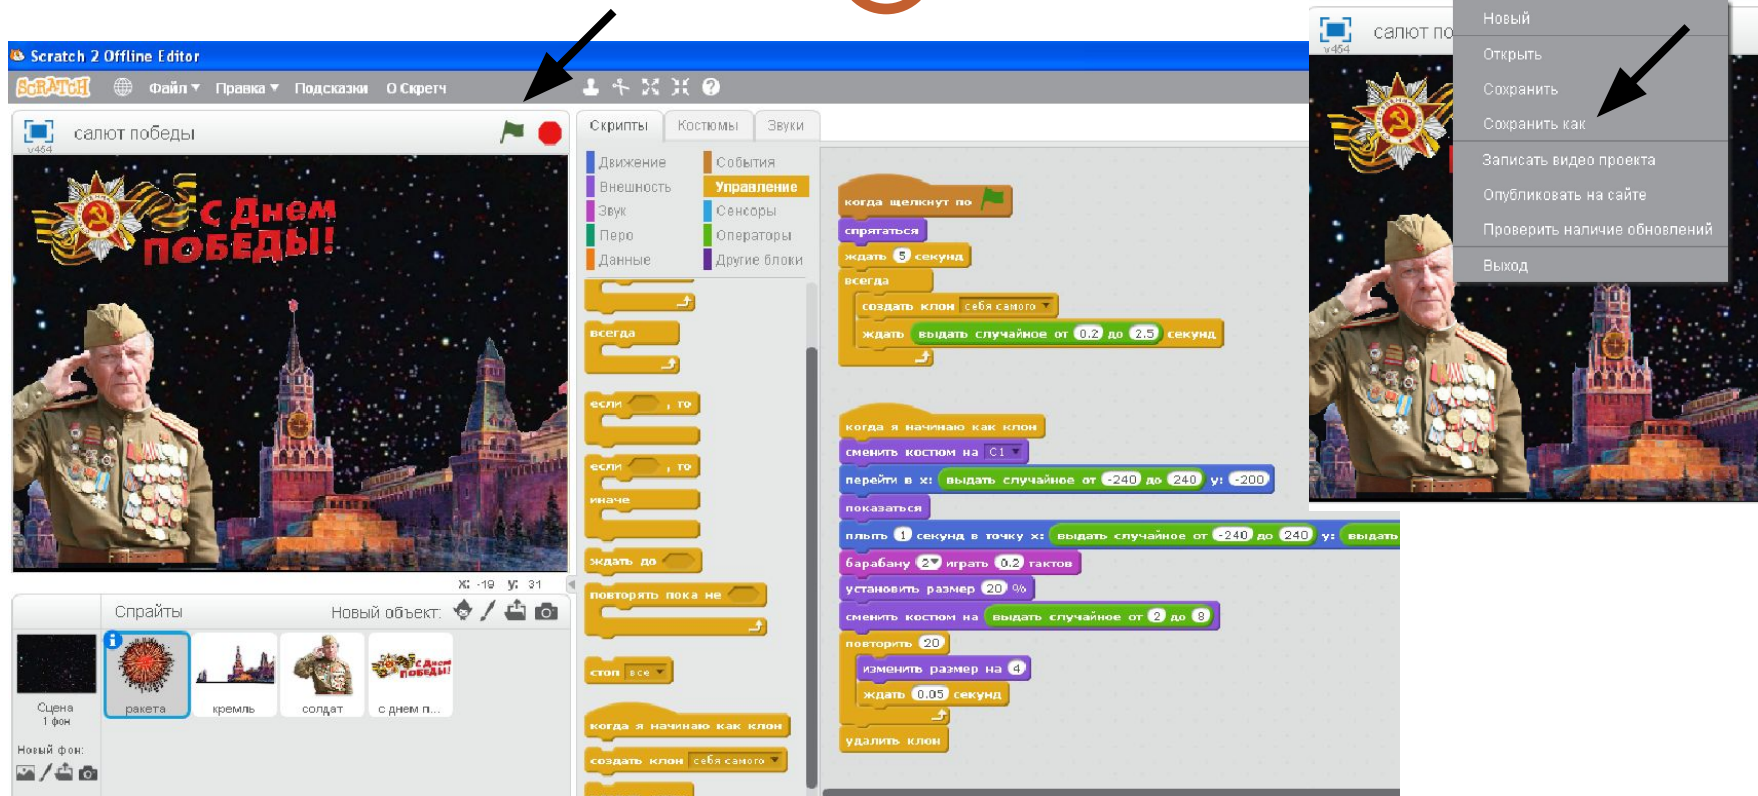 Scratch 2 Offline Editor
SCRATCH Файл Правка Подсказки О Скретч
v454 салют победы
С Днем
ПОБЕДЫ!
X: -19 y: 31
Спрайты Новый объект:
Сцена
1 фон
Новый фон:
ракета кремль солдат с днем п...
Скрипты Костюмы Звуки
Движение События
Внешность Управление
Звук Сенсоры
Перо Операторы
Данные Другие блоки
всегда
если , то
если , то
иначе
ждать до
повторять пока не
стоп все
когда я начинаю как клон
создать клон себя самого
когда щелкнут по
спрятаться
ждать 5 секунд
всегда
создать клон себя самого
ждать выдать случайное от 0.2 до 2.5 секунд
когда я начинаю как клон
сменить костюм на С1
перейти в x: выдать случайное от -240 до 240 y: -200
показаться
плыть 1 секунд в точку x: выдать случайное от -240 до 240 y: выдать
барабану 2 играть 0.2 тактов
установить размер 20 %
сменить костюм на выдать случайное от 2 до 8
повторить 20
изменить размер на 4
ждать 0.05 секунд
удалить клон
v454 салют по
Новый
Открыть
Сохранить
Сохранить как
Записать видео проекта
Опубликовать на сайте
Проверить наличие обновлений
Выход